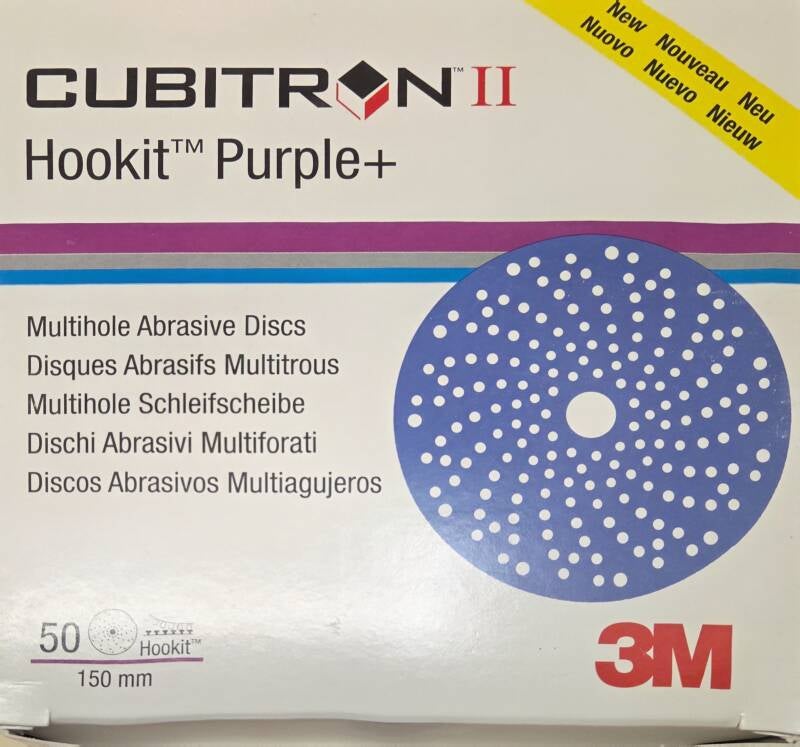 New Nouveau Neu
Nuovo Nuevo Nieuw
CUBITRON™ II
Hookit™ Purple+
Multihole Abrasive Discs
Disques Abrasifs Multitrous
Multihole Schleifscheibe
Dischi Abrasivi Multiforati
Discos Abrasivos Multiagujeros
50 Hookit™
150 mm
3M